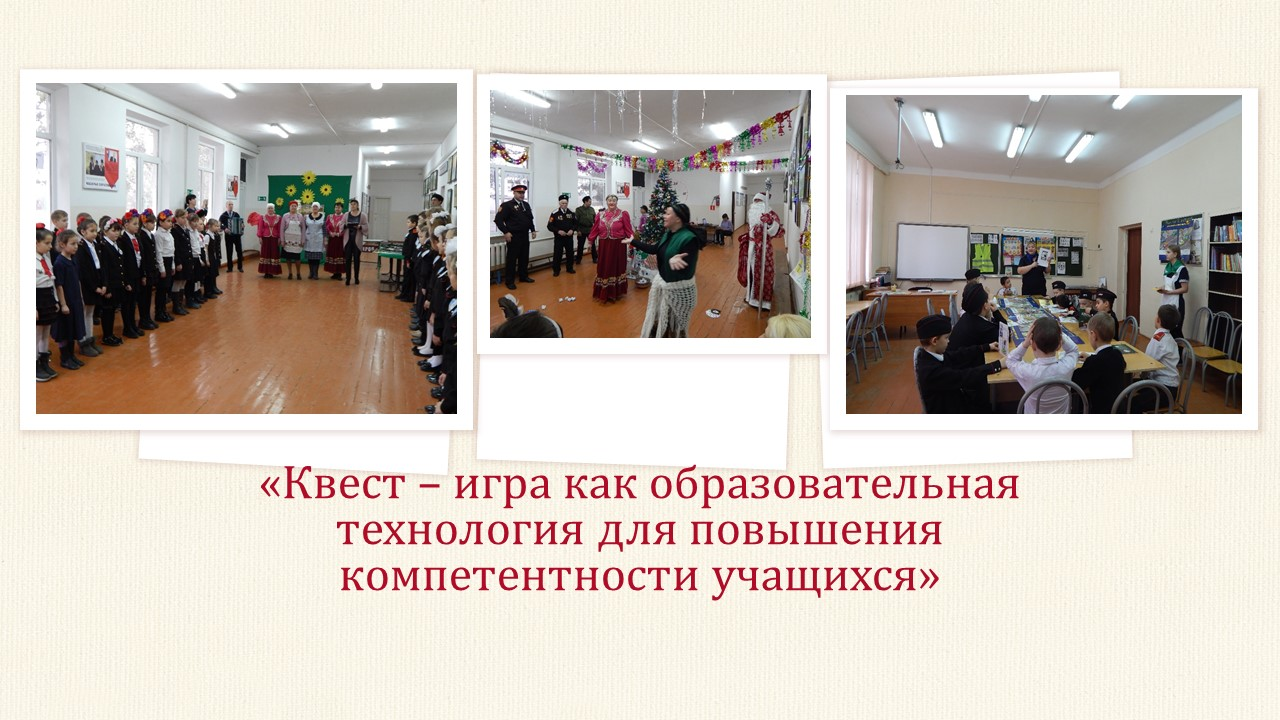 «Квест – игра как образовательная
технология для повышения
компетентности учащихся»